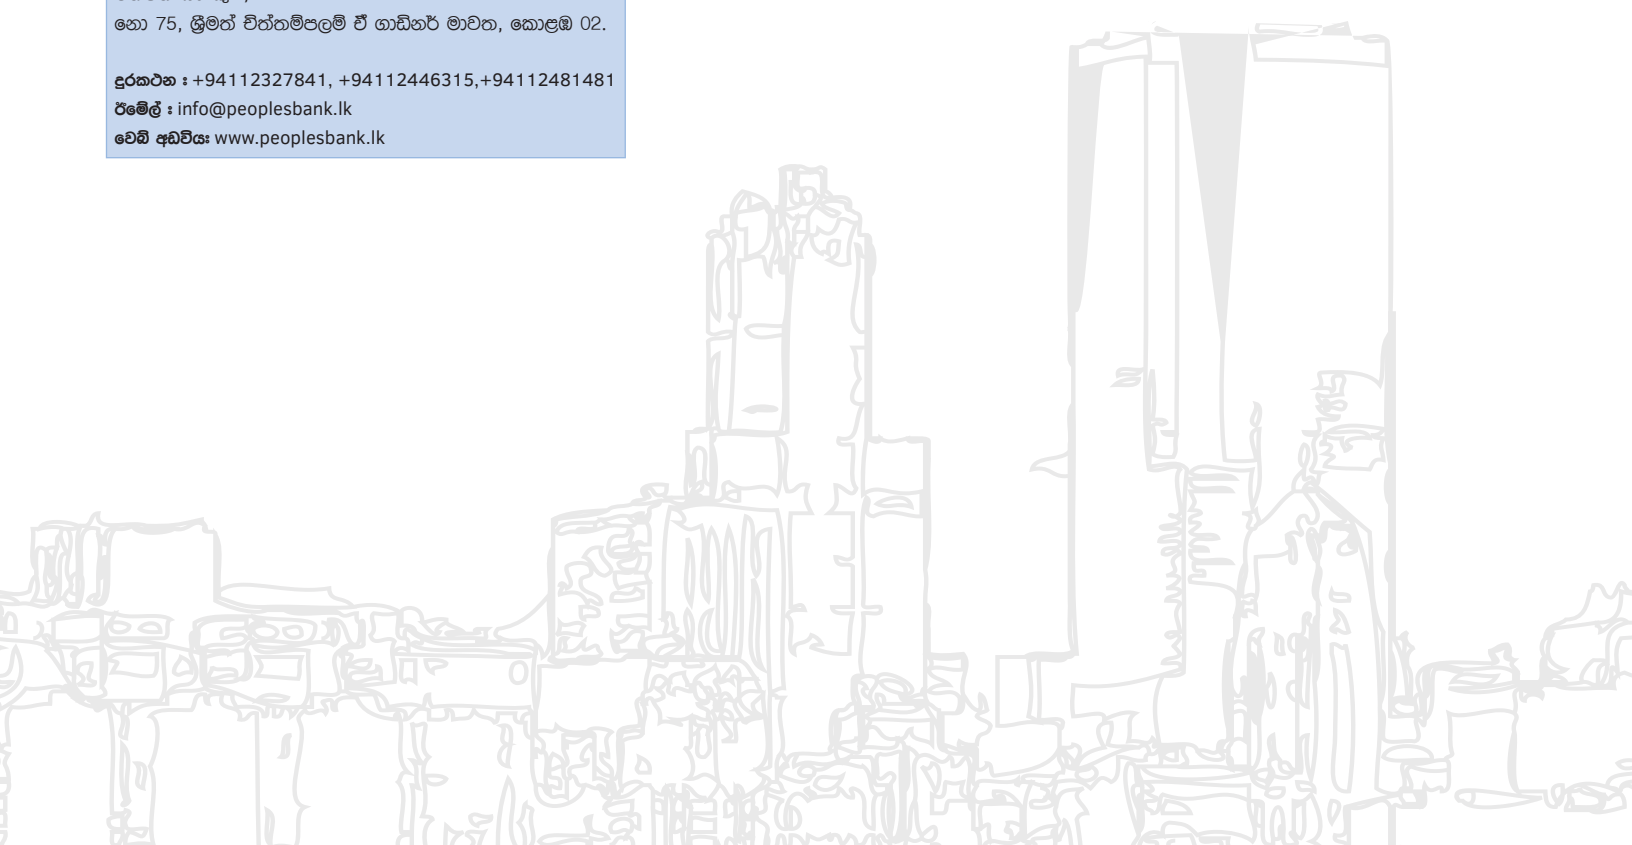 නො 75, ශ්‍රීමත් චිත්තම්පලම් ඒ ගාඩිනර් මාවත, කොළඹ 02.
දුරකථන : +94112327841, +94112446315,+94112481481
ඊමේල් : info@peoplesbank.lk
වෙබ් අඩවිය: www.peoplesbank.lk